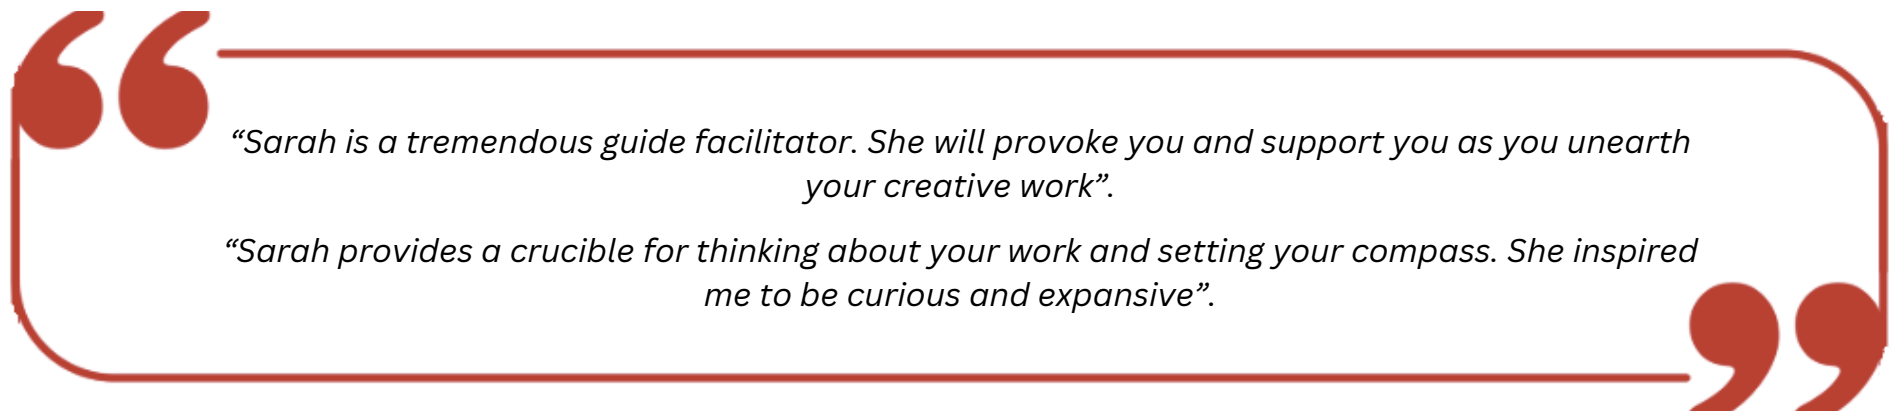 “Sarah is a tremendous guide facilitator. She will provoke you and support you as you unearth
your creative work”.
“Sarah provides a crucible for thinking about your work and setting your compass. She inspired
me to be curious and expansive”.